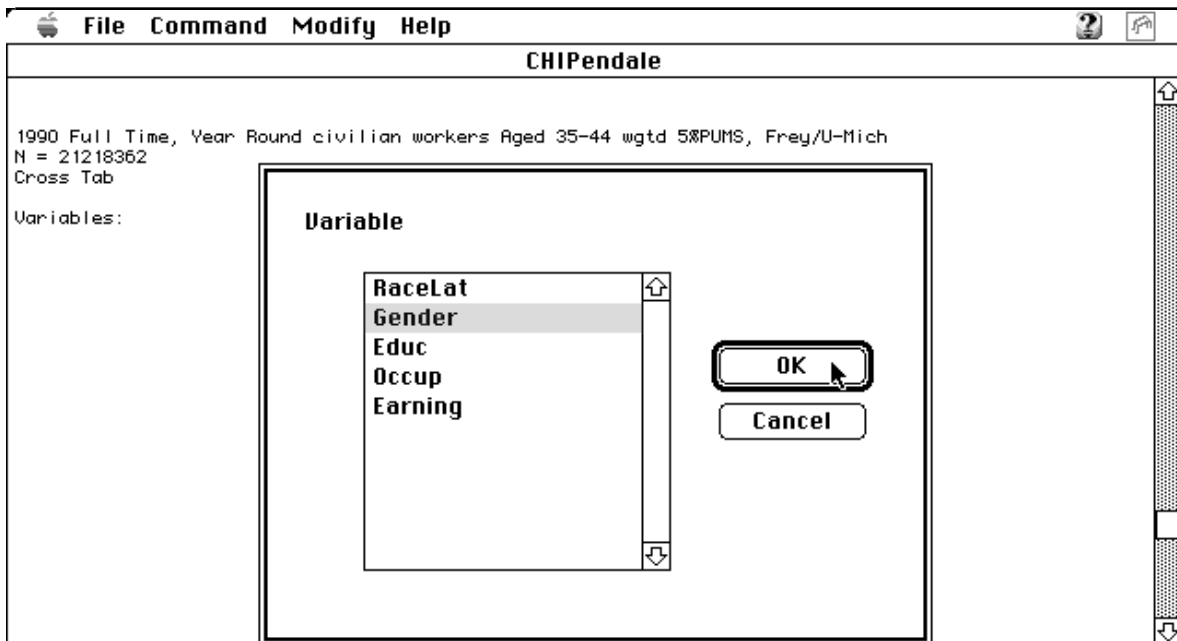 File Command Modify Help
CHIPendale
1990 Full Time, Year Round civilian workers Aged 35-44 wgtd 5%PUMS, Frey/U-Mich
N = 21218362
Cross Tab
Variables:
Variable
RaceLat
Gender
Educ
Occup
Earning
OK
Cancel